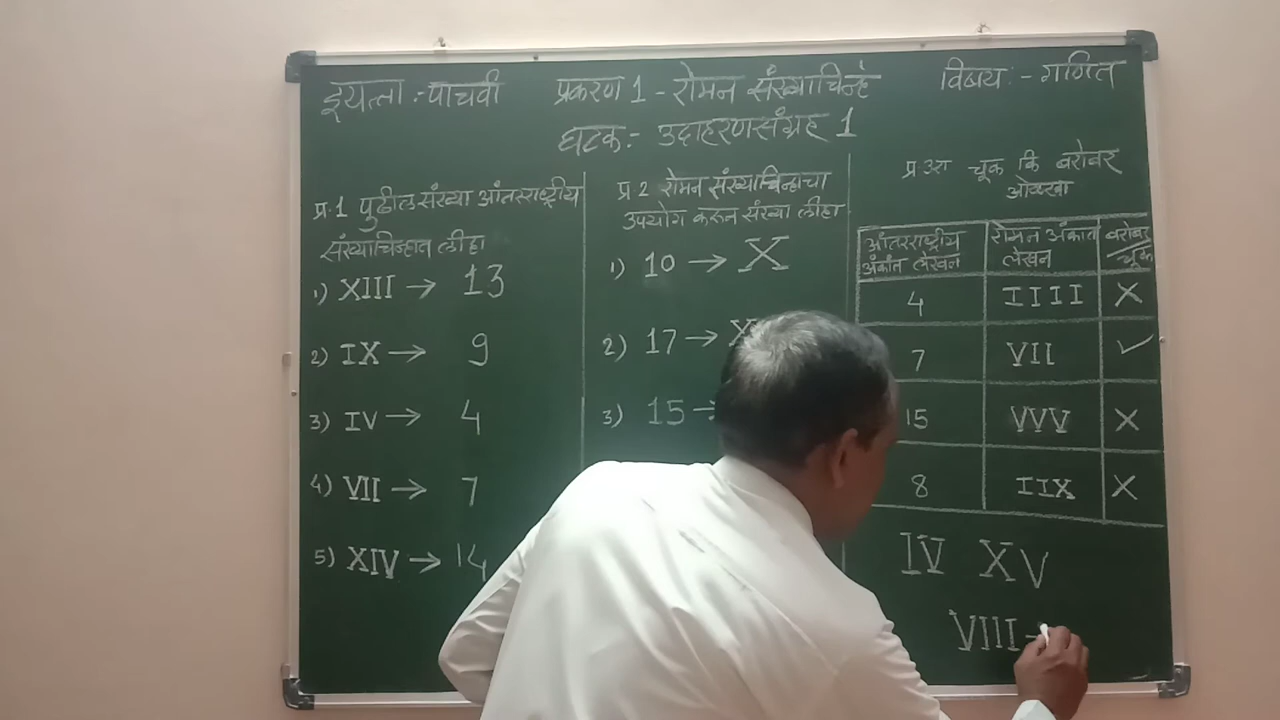 इयत्ता :- पाचवी
प्रकरण 1 - रोमन संख्याचिन्हे
विषय :- गणित
घटक :- उदाहरणसंग्रह 1
प्र.1 पुढील संख्या आंतरराष्ट्रीय
संख्याचिन्हात लीहा
1) XIII → 13
2) IX → 9
3) IV → 4
4) VII → 7
5) XIV → 14
प्र.2 रोमन संख्याचिन्हाचा
उपयोग करून संख्या लीहा
1) 10 → X
2) 17 → X
3) 15 →
प्र.3रा चूक कि बरोबर
ओळखा
आंतरराष्ट्रीय अंकांत लेखन रोमन अंकात लेखन बरोबर/चूक
4 IIII X
7 VII ✓
15 VVV X
8 IIX X
IV XV
VIII -